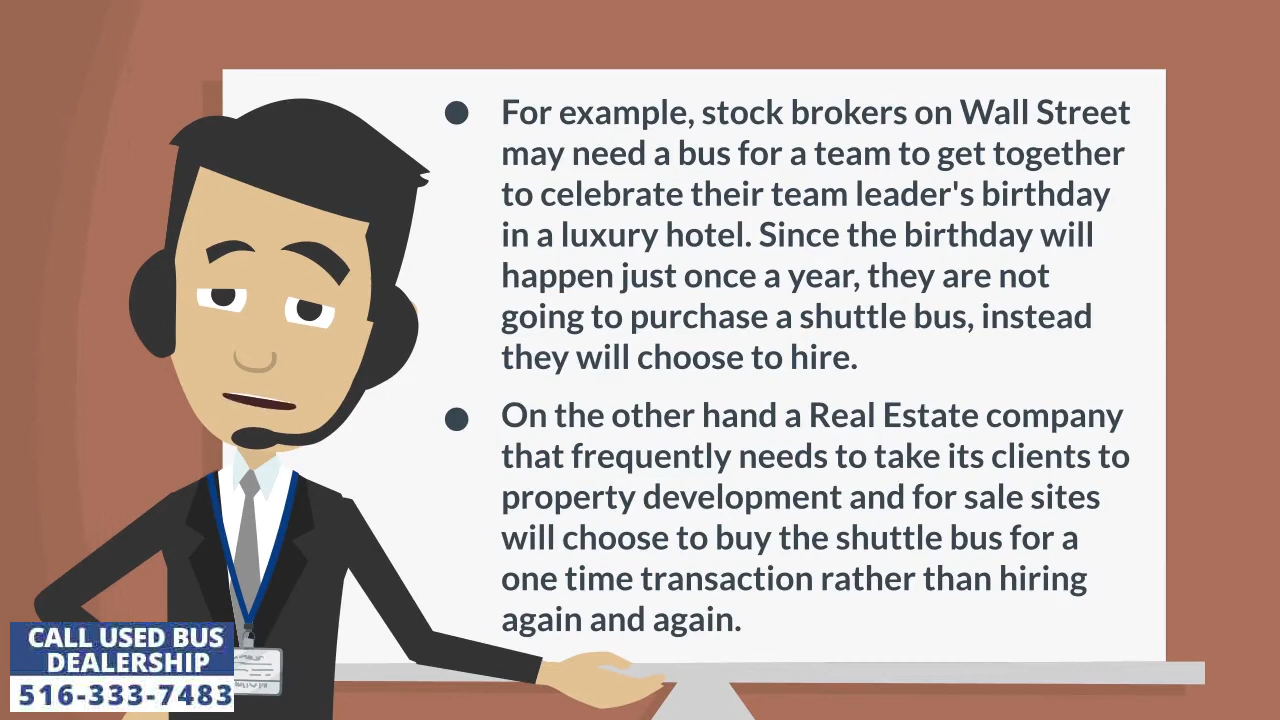 For example, stock brokers on Wall Street
may need a bus for a team to get together
to celebrate their team leader's birthday
in a luxury hotel. Since the birthday will
happen just once a year, they are not
going to purchase a shuttle bus, instead
they will choose to hire.
On the other hand a Real Estate company
that frequently needs to take its clients to
property development and for sale sites
will choose to buy the shuttle bus for a
one time transaction rather than hiring
again and again.
CALL USED BUS
DEALERSHIP
516-333-7483